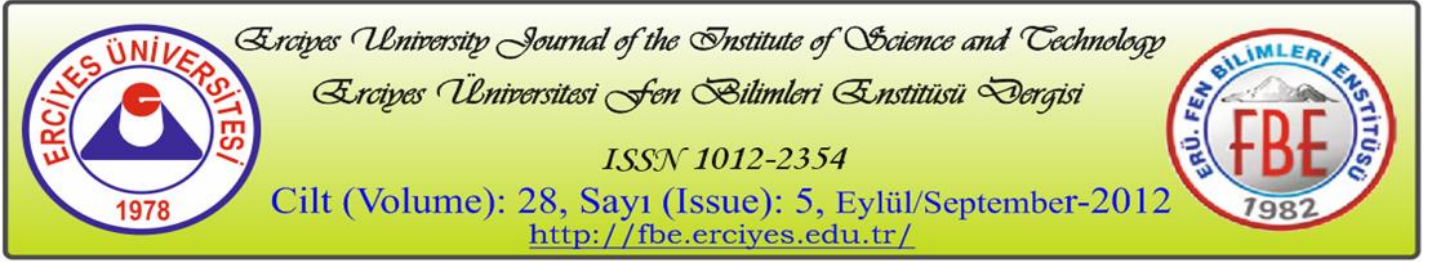 ERCİYES ÜNİVERSİTESİ
1978
Erciyes University Journal of the Institute of Science and Technology
Erciyes Üniversitesi Fen Bilimleri Enstitüsü Dergisi
ISSN 1012-2354
Cilt (Volume): 28, Sayı (Issue): 5, Eylül/September-2012
http://fbe.erciyes.edu.tr/
ERÜ. FEN BİLİMLERİ ENSTİTÜSÜ
FBE
1982